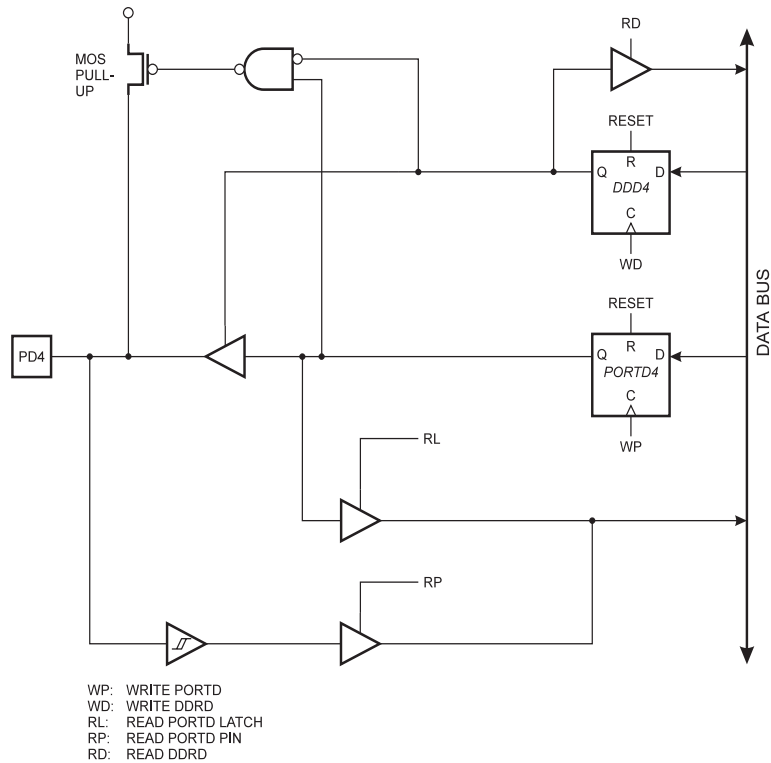 RD
MOS
PULL-
UP
RESET
R
Q
D
DDD4
C
WD
DATA BUS
RESET
R
Q
D
PD4
PORTD4
C
WP
RL
RP
WP: WRITE PORTD
WD: WRITE DDRD
RL: READ PORTD LATCH
RP: READ PORTD PIN
RD: READ DDRD